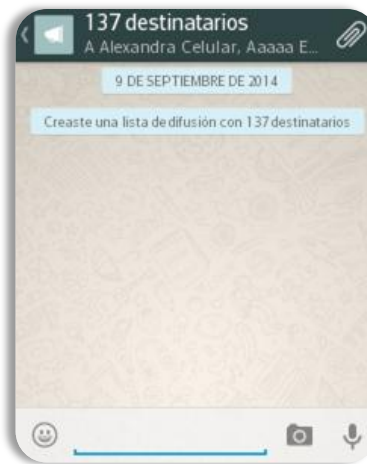 137 destinatarios
A Alexandra Celular, Aaaaa E...
9 DE SEPTIEMBRE DE 2014
Creaste una lista de difusión con 137 destinatarios